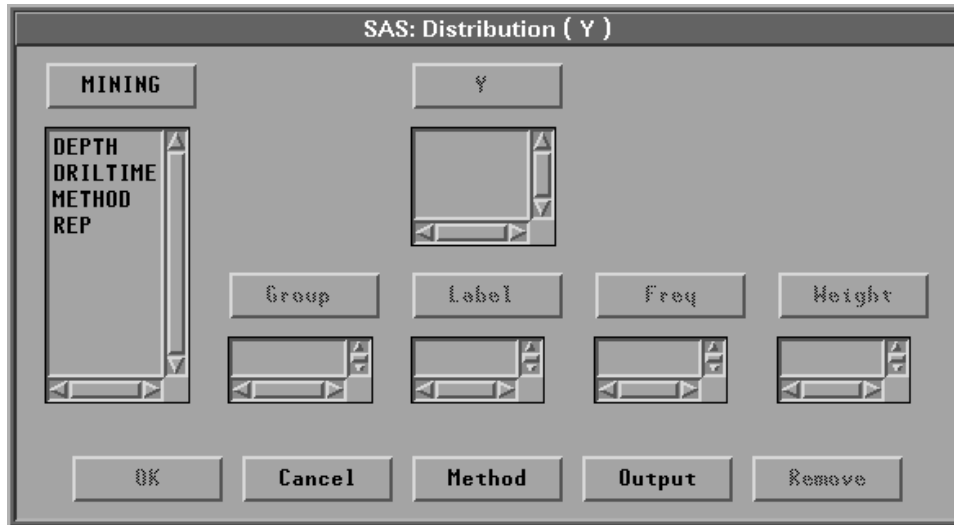 SAS: Distribution ( Y )
MINING
Y
DEPTH
DRILTIME
METHOD
REP
Group
Label
Freq
Weight
OK
Cancel
Method
Output
Remove